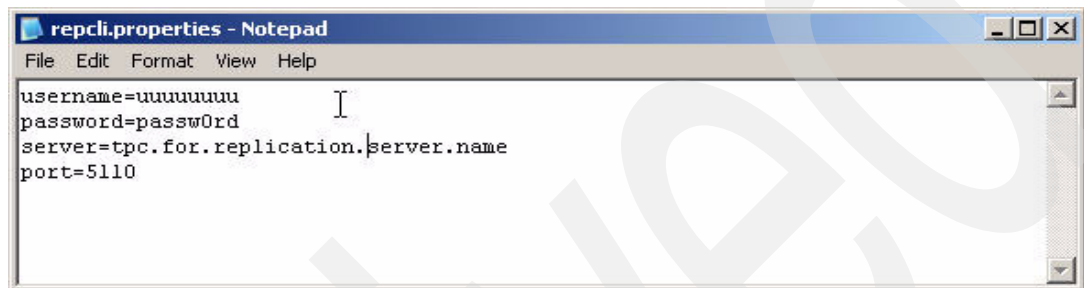 repcli.properties - Notepad
File Edit Format View Help
username=uuuuuuuu
password=passw0rd
server=tpc.for.replication.server.name
port=5110